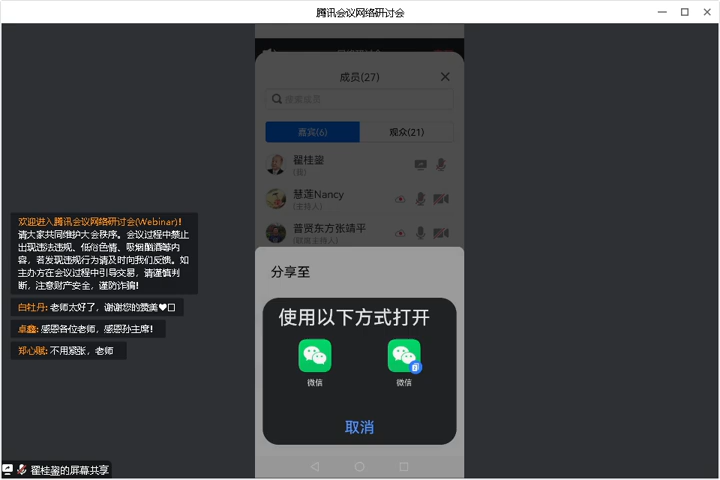 腾讯会议网络研讨会
成员(27)
搜索成员
嘉宾(6)
观众(21)
翟桂鋆
(我)
慧莲Nancy
(主持人)
普贤东方张靖平
(联席主持人)
分享至
使用以下方式打开
微信
微信
取消
欢迎进入腾讯会议网络研讨会(Webinar)！
请大家共同维护大会秩序。会议过程中禁止
出现违法违规、低俗色情、吸烟酗酒等内
容，若发现违规行为请及时向我们反馈。如
主办方在会议过程中引导交易，请谨慎判
断，注意财产安全，谨防诈骗！
白牡丹: 老师太好了，谢谢您的赞美❤□
卓鑫: 感恩各位老师，感恩孙主席！
郑心赋: 不用紧张，老师
翟桂鋆的屏幕共享